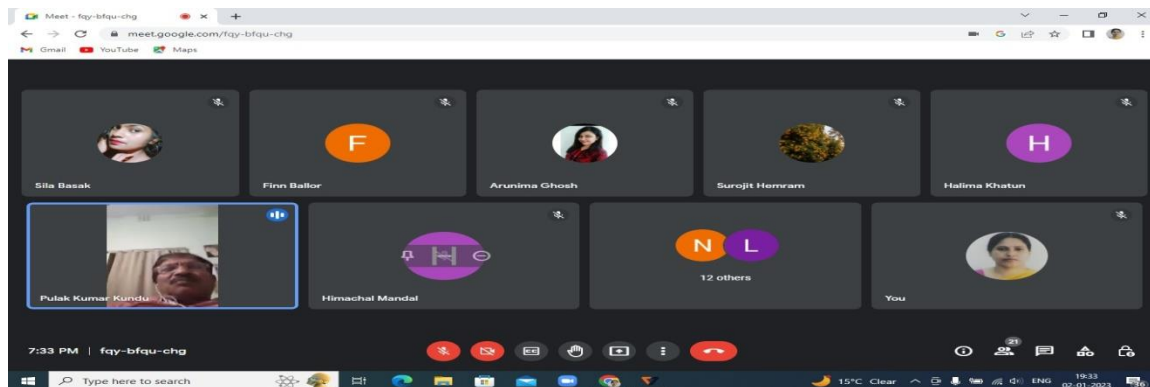 Meet - fqy-bfqu-chg
meet.google.com/fqy-bfqu-chg
Gmail YouTube Maps
F
H
Sila Basak
Finn Ballor
Arunima Ghosh
Surojit Hemram
Halima Khatun
H
N L
12 others
Pulak Kumar Kundu
Himachal Mandal
You
7:33 PM | fqy-bfqu-chg
21
Type here to search
15°C Clear
ENG
19:33
02-01-2023
36